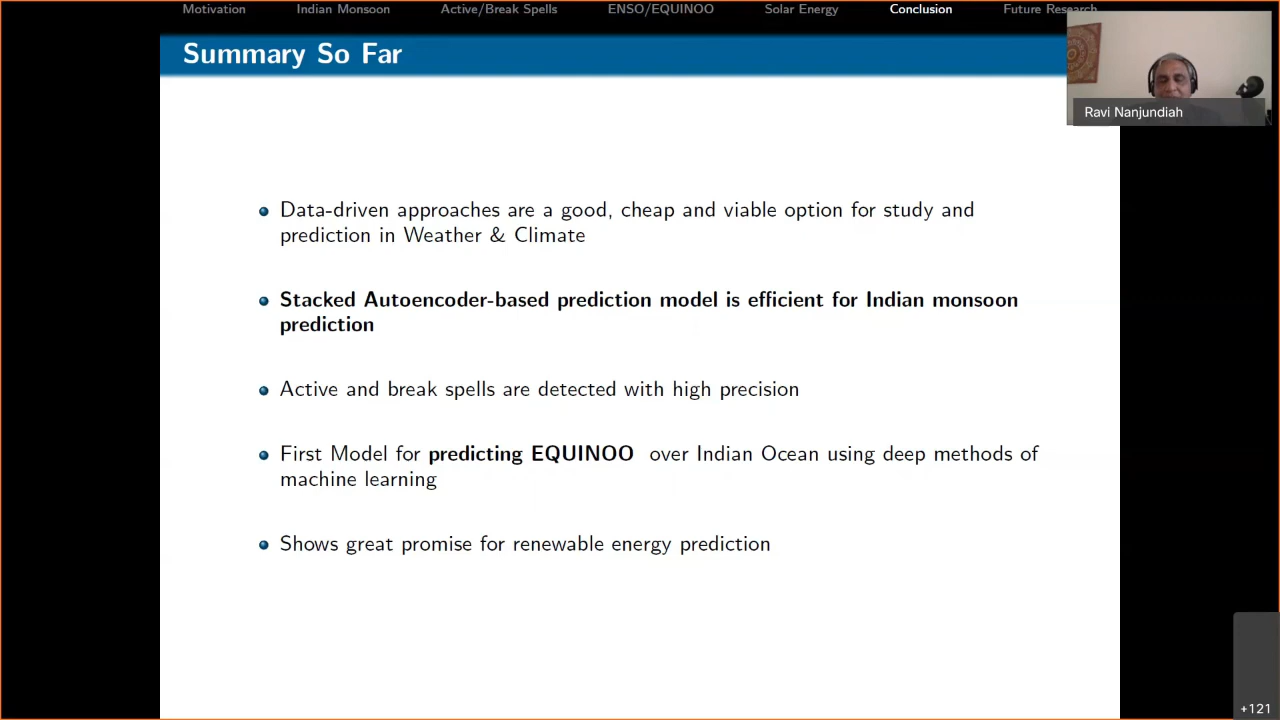 Motivation Indian Monsoon Active/Break Spells ENSO/EQUINOO Solar Energy Conclusion Future Research
Summary So Far
Ravi Nanjundiah
Data-driven approaches are a good, cheap and viable option for study and
prediction in Weather & Climate
Stacked Autoencoder-based prediction model is efficient for Indian monsoon
prediction
Active and break spells are detected with high precision
First Model for predicting EQUINOO over Indian Ocean using deep methods of
machine learning
Shows great promise for renewable energy prediction
+121